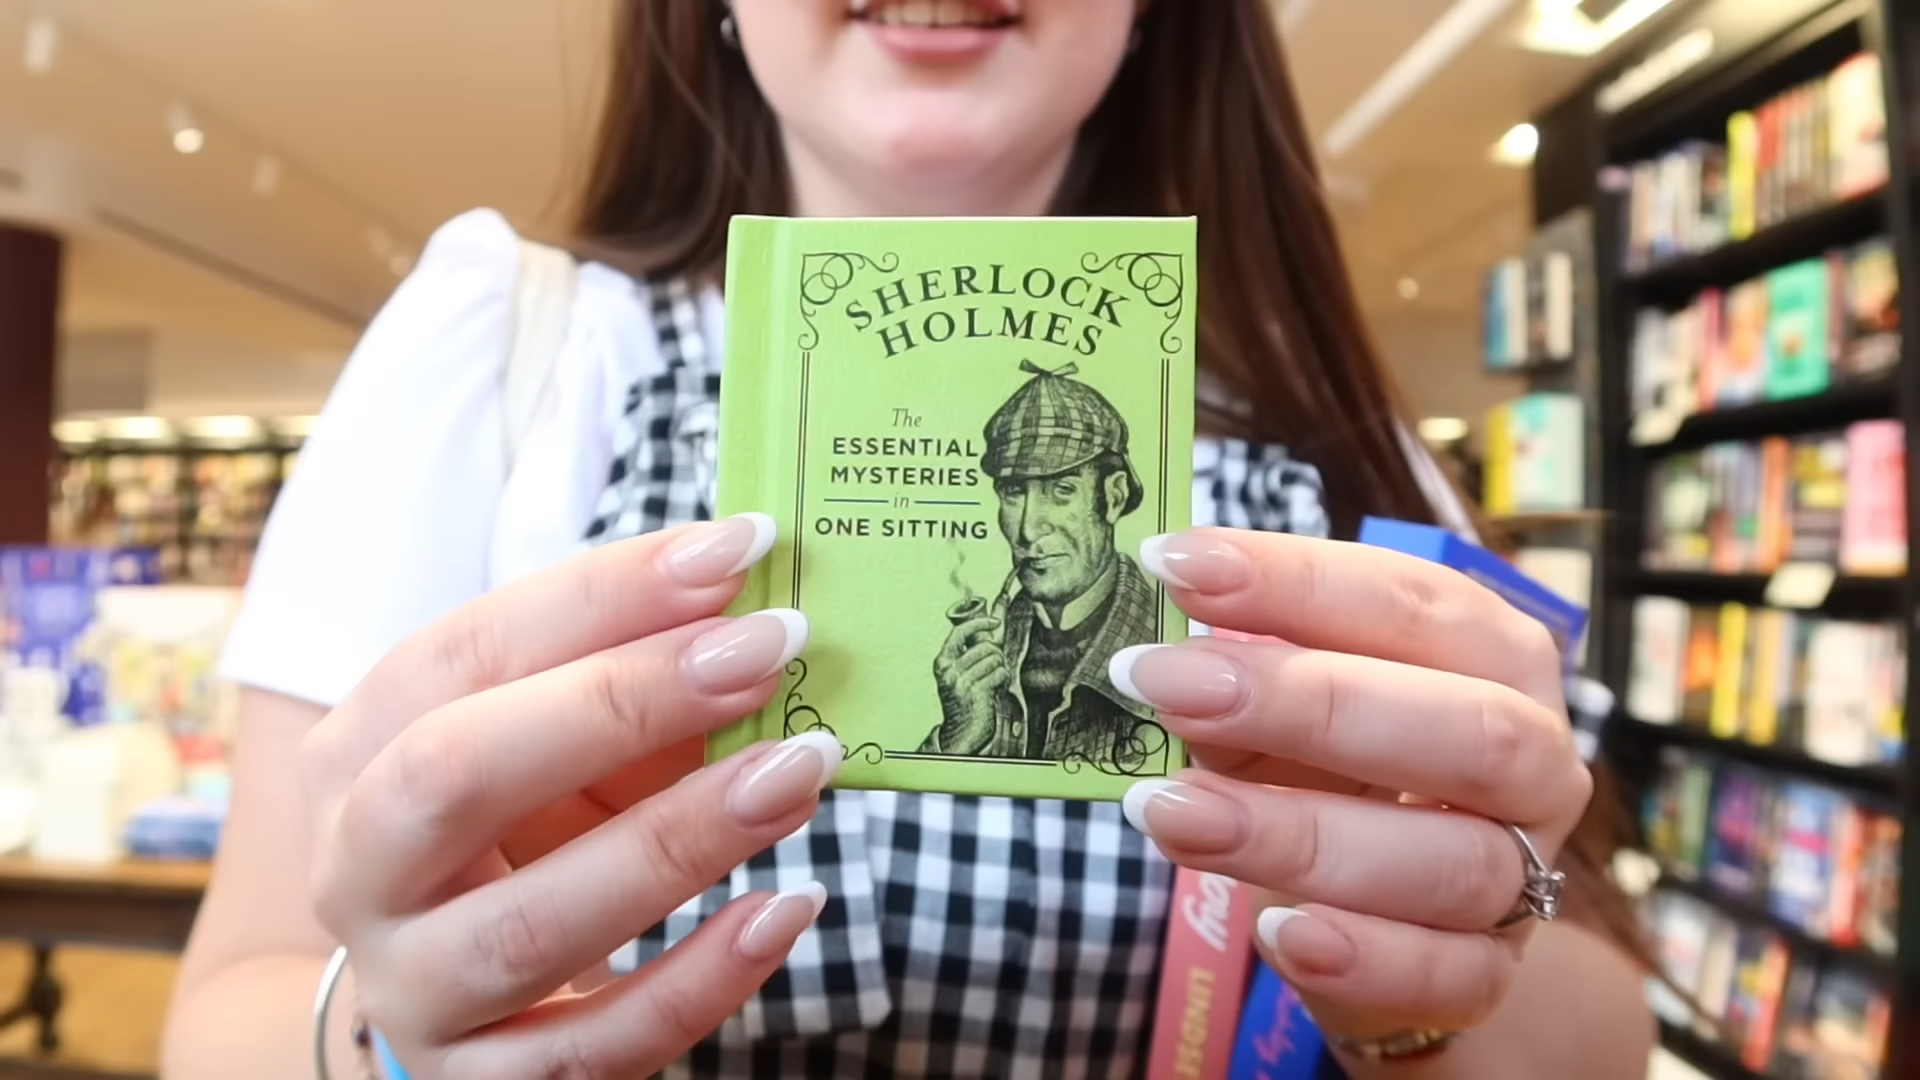 SHERLOCK
HOLMES
The
ESSENTIAL
MYSTERIES
in
ONE SITTING